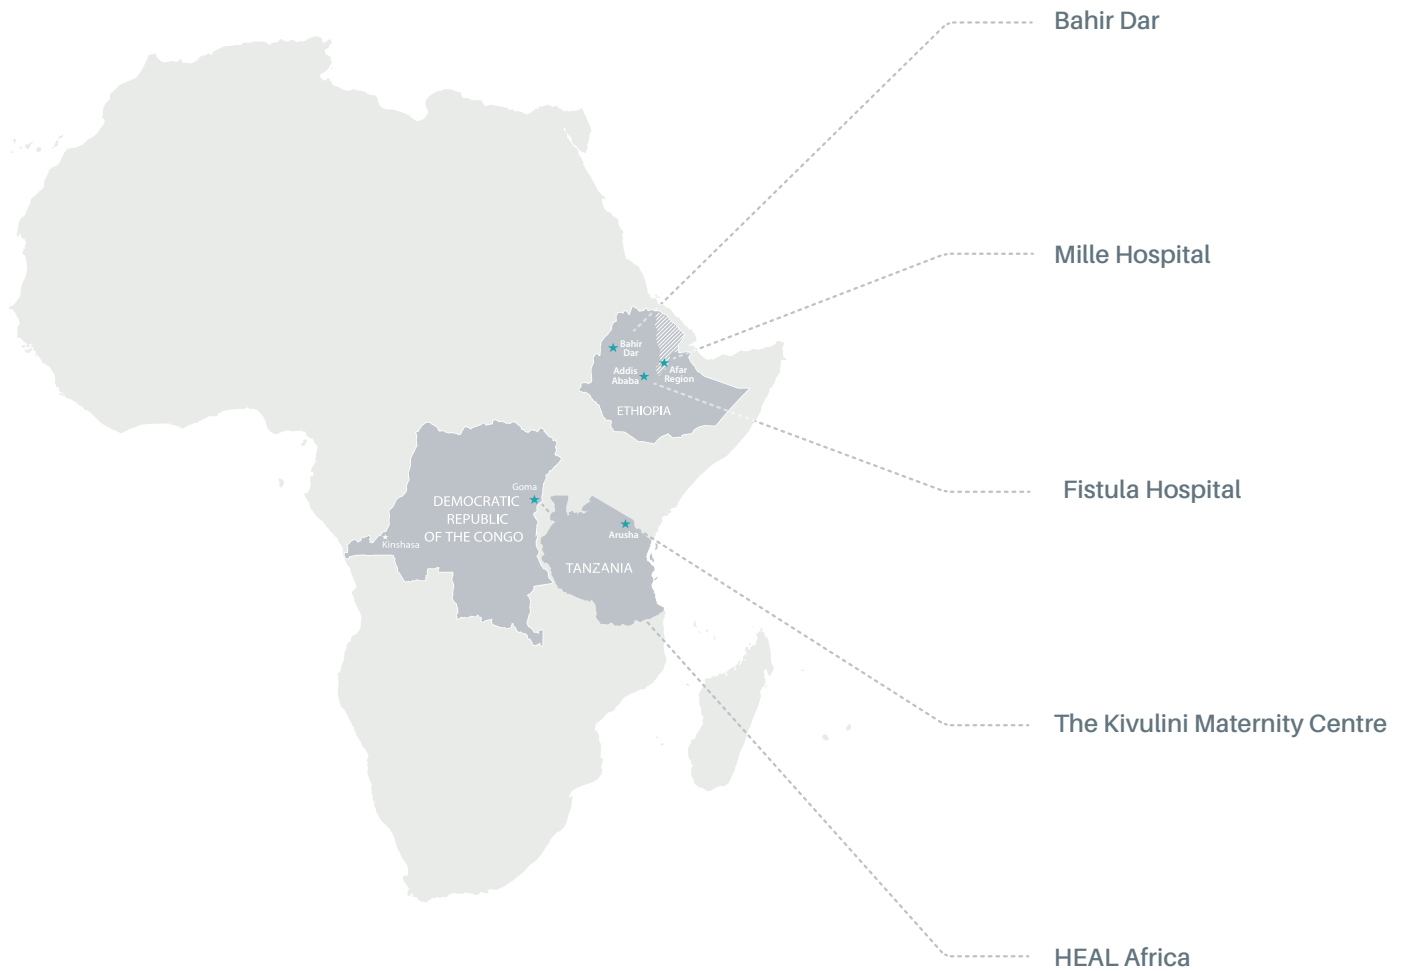 Bahir Dar
Mille Hospital
Bahir
Dar
Addis
Ababa
Afar
Region
ETHIOPIA
Fistula Hospital
Goma
DEMOCRATIC
REPUBLIC
OF THE CONGO
Kinshasa
Arusha
TANZANIA
The Kivulini Maternity Centre
HEAL Africa